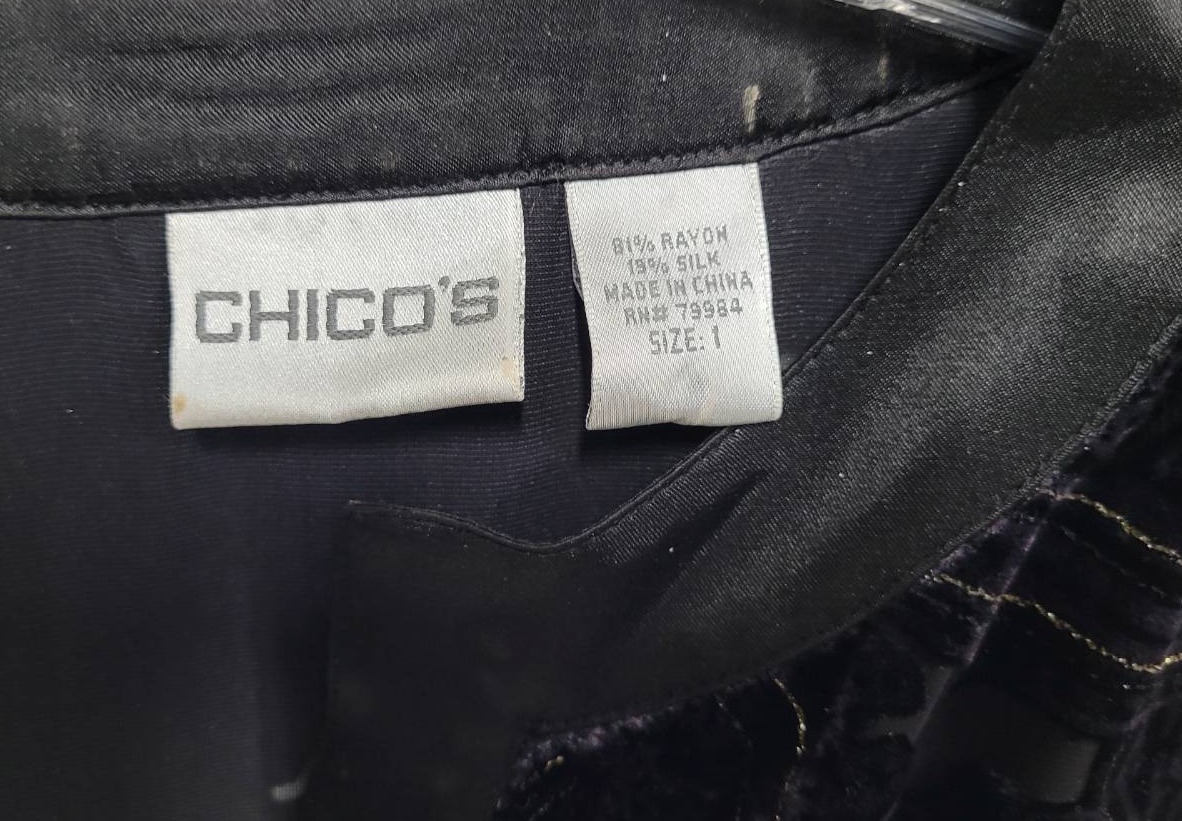 CHICO'S
81% RAYON
19% SILK
MADE IN CHINA
RN# 79984
SIZE: 1